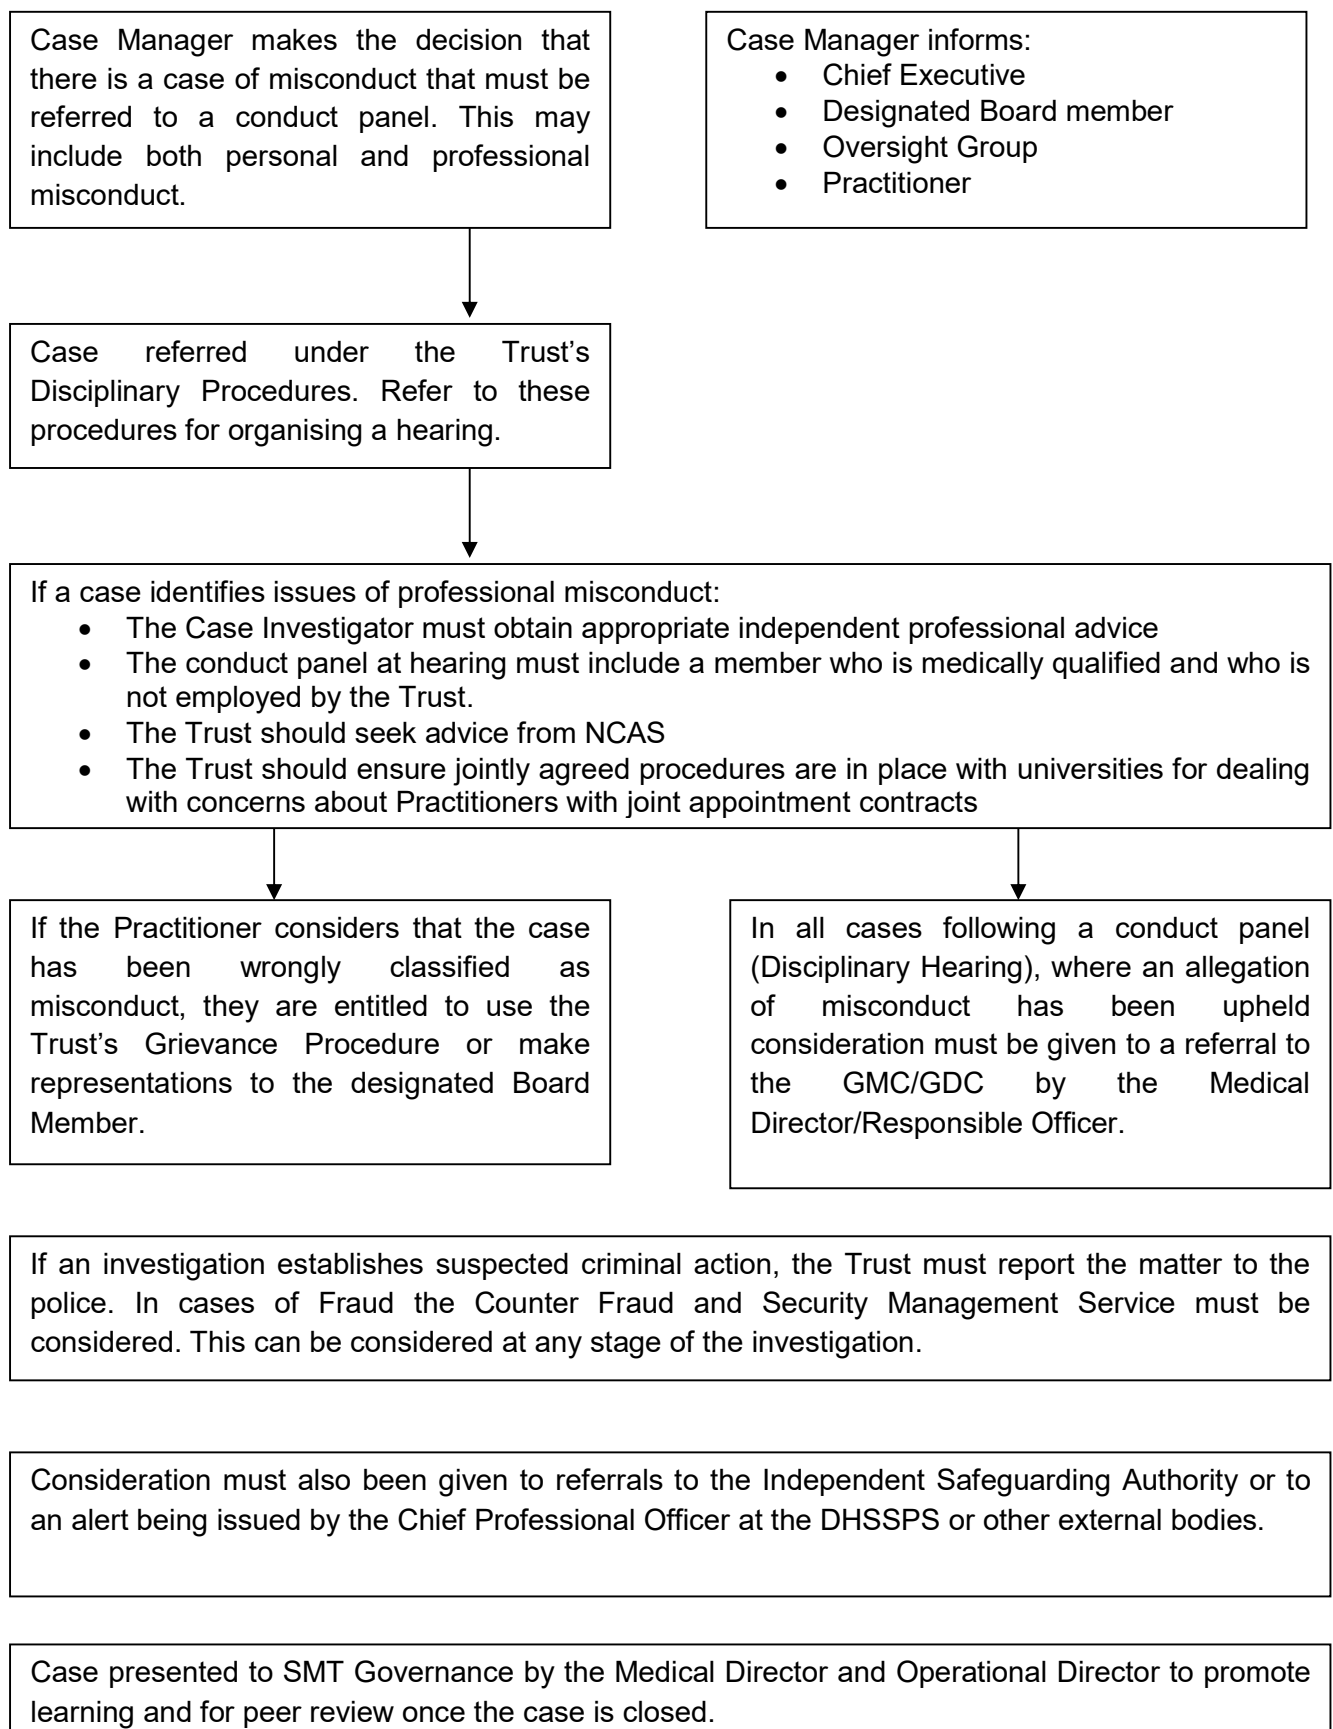 Case Manager makes the decision that
there is a case of misconduct that must be
referred to a conduct panel. This may
include both personal and professional
misconduct.
Case Manager informs:
• Chief Executive
• Designated Board member
• Oversight Group
• Practitioner
Case referred under the Trust’s
Disciplinary Procedures. Refer to these
procedures for organising a hearing.
If a case identifies issues of professional misconduct:
• The Case Investigator must obtain appropriate independent professional advice
• The conduct panel at hearing must include a member who is medically qualified and who is
not employed by the Trust.
• The Trust should seek advice from NCAS
• The Trust should ensure jointly agreed procedures are in place with universities for dealing
with concerns about Practitioners with joint appointment contracts
If the Practitioner considers that the case
has been wrongly classified as
misconduct, they are entitled to use the
Trust’s Grievance Procedure or make
representations to the designated Board
Member.
In all cases following a conduct panel
(Disciplinary Hearing), where an allegation
of misconduct has been upheld
consideration must be given to a referral to
the GMC/GDC by the Medical
Director/Responsible Officer.
If an investigation establishes suspected criminal action, the Trust must report the matter to the
police. In cases of Fraud the Counter Fraud and Security Management Service must be
considered. This can be considered at any stage of the investigation.
Consideration must also been given to referrals to the Independent Safeguarding Authority or to
an alert being issued by the Chief Professional Officer at the DHSSPS or other external bodies.
Case presented to SMT Governance by the Medical Director and Operational Director to promote
learning and for peer review once the case is closed.